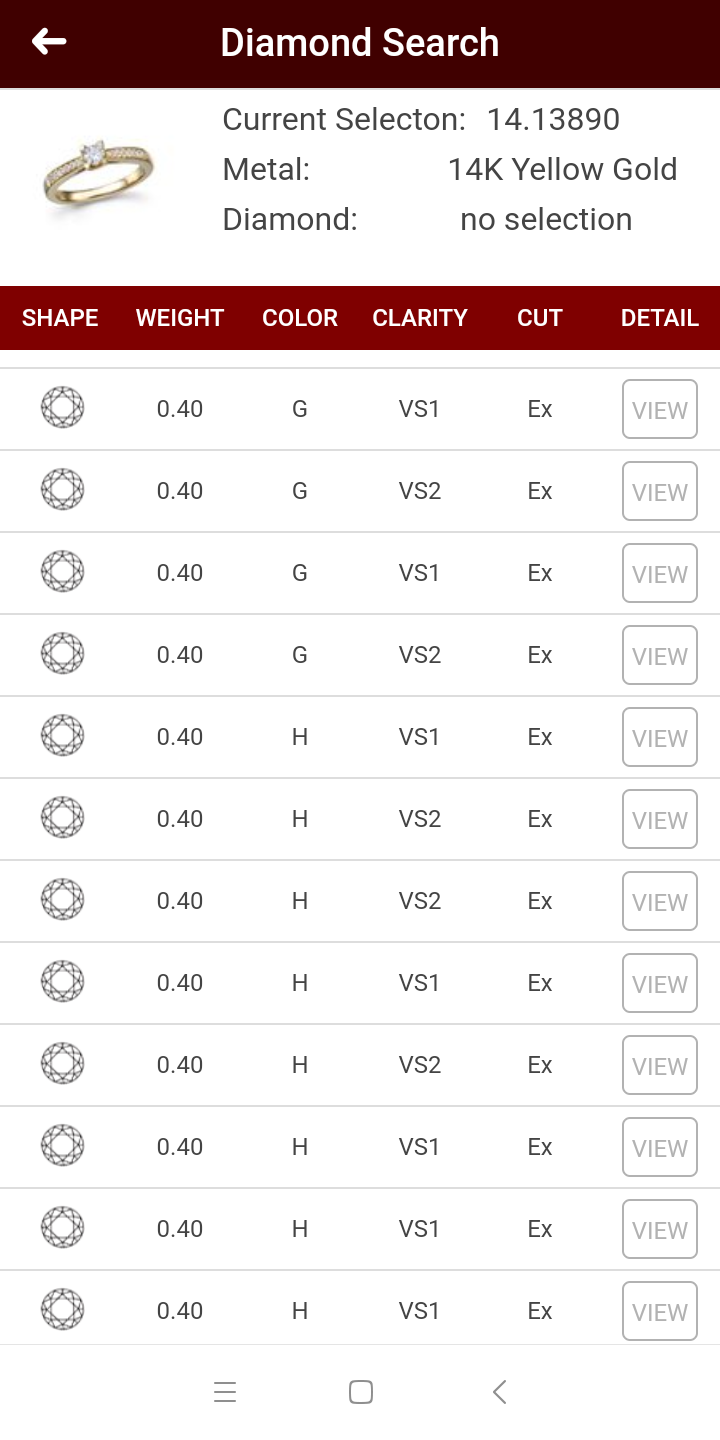 Diamond Search
Current Selecton: 14.13890
Metal: 14K Yellow Gold
Diamond: no selection
SHAPE WEIGHT COLOR CLARITY CUT DETAIL
0.40 G VS1 Ex VIEW
0.40 G VS2 Ex VIEW
0.40 G VS1 Ex VIEW
0.40 G VS2 Ex VIEW
0.40 H VS1 Ex VIEW
0.40 H VS2 Ex VIEW
0.40 H VS2 Ex VIEW
0.40 H VS1 Ex VIEW
0.40 H VS2 Ex VIEW
0.40 H VS1 Ex VIEW
0.40 H VS1 Ex VIEW
0.40 H VS1 Ex VIEW